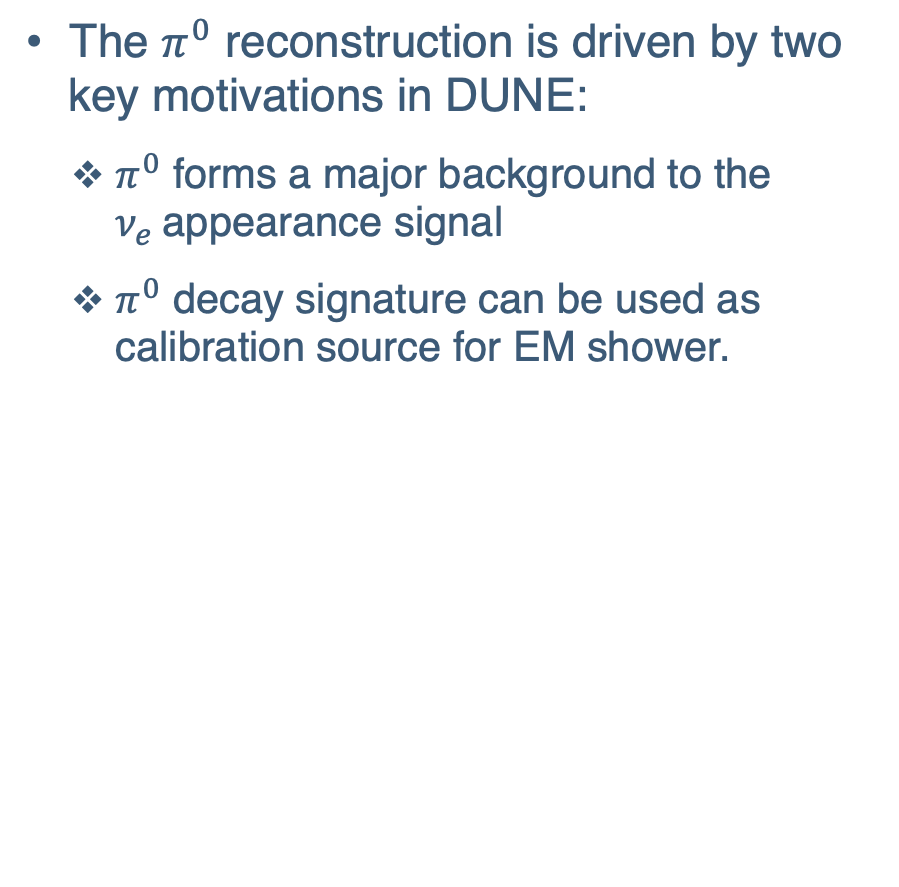 • The π⁰ reconstruction is driven by two
key motivations in DUNE:
❖ π⁰ forms a major background to the
νₑ appearance signal
❖ π⁰ decay signature can be used as
calibration source for EM shower.